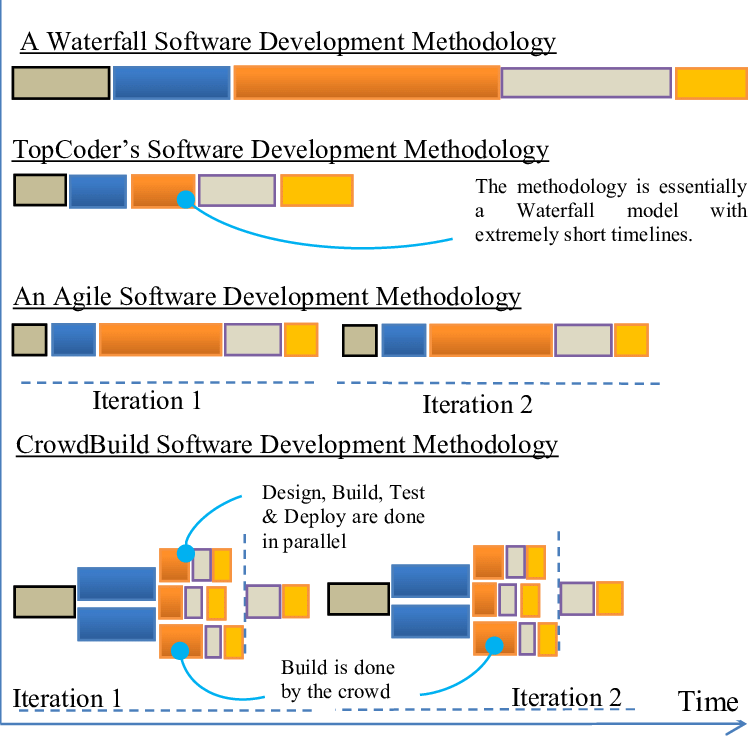 A Waterfall Software Development Methodology
TopCoder’s Software Development Methodology
The methodology is essentially
a Waterfall model with
extremely short timelines.
An Agile Software Development Methodology
Iteration 1
Iteration 2
CrowdBuild Software Development Methodology
Design, Build, Test
& Deploy are done
in parallel
Build is done
by the crowd
Iteration 1
Iteration 2
Time